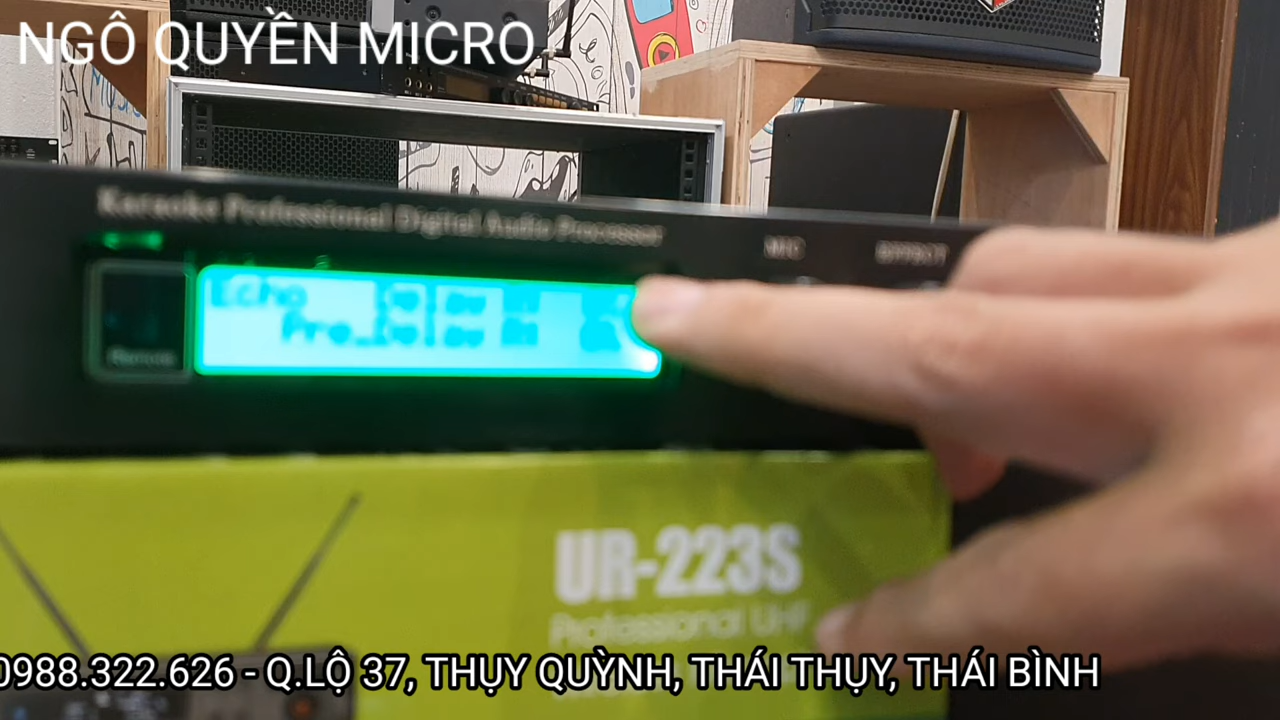 NGÔ QUYỀN MICRO
Karaoke Professional Digital Audio Processor
MIC EFFECT
Echo
Pre_Delay
Remote
UR-223S
Professional UHF
0988.322.626 - Q.LỘ 37, THỤY QUỲNH, THÁI THỤY, THÁI BÌNH